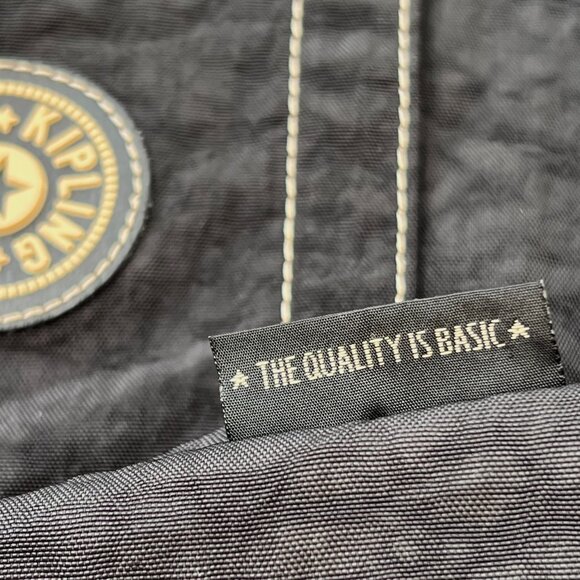 KIPLING
★ THE QUALITY IS BASIC ★